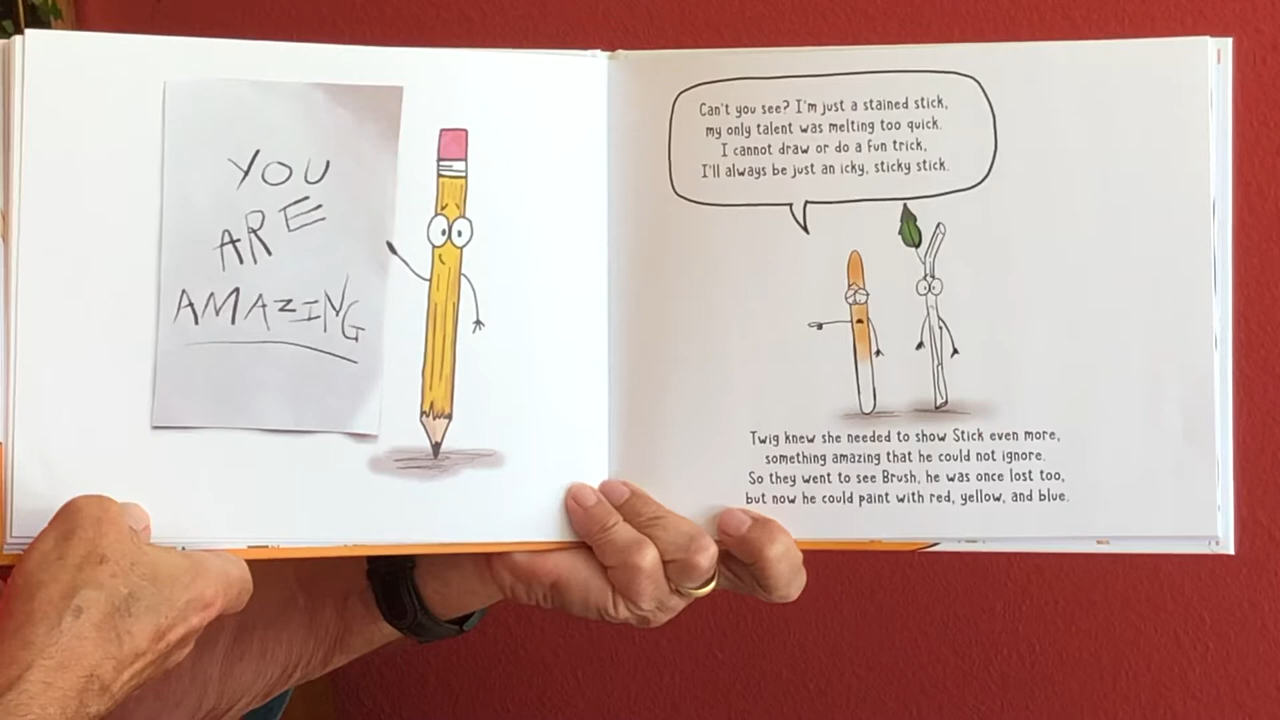 YOU
ARE
AMAZING
Can't you see? I'm just a stained stick,
my only talent was melting too quick.
I cannot draw or do a fun trick,
I'll always be just an icky, sticky stick.
Twig knew she needed to show Stick even more,
something amazing that he could not ignore.
So they went to see Brush, he was once lost too,
but now he could paint with red, yellow, and blue.